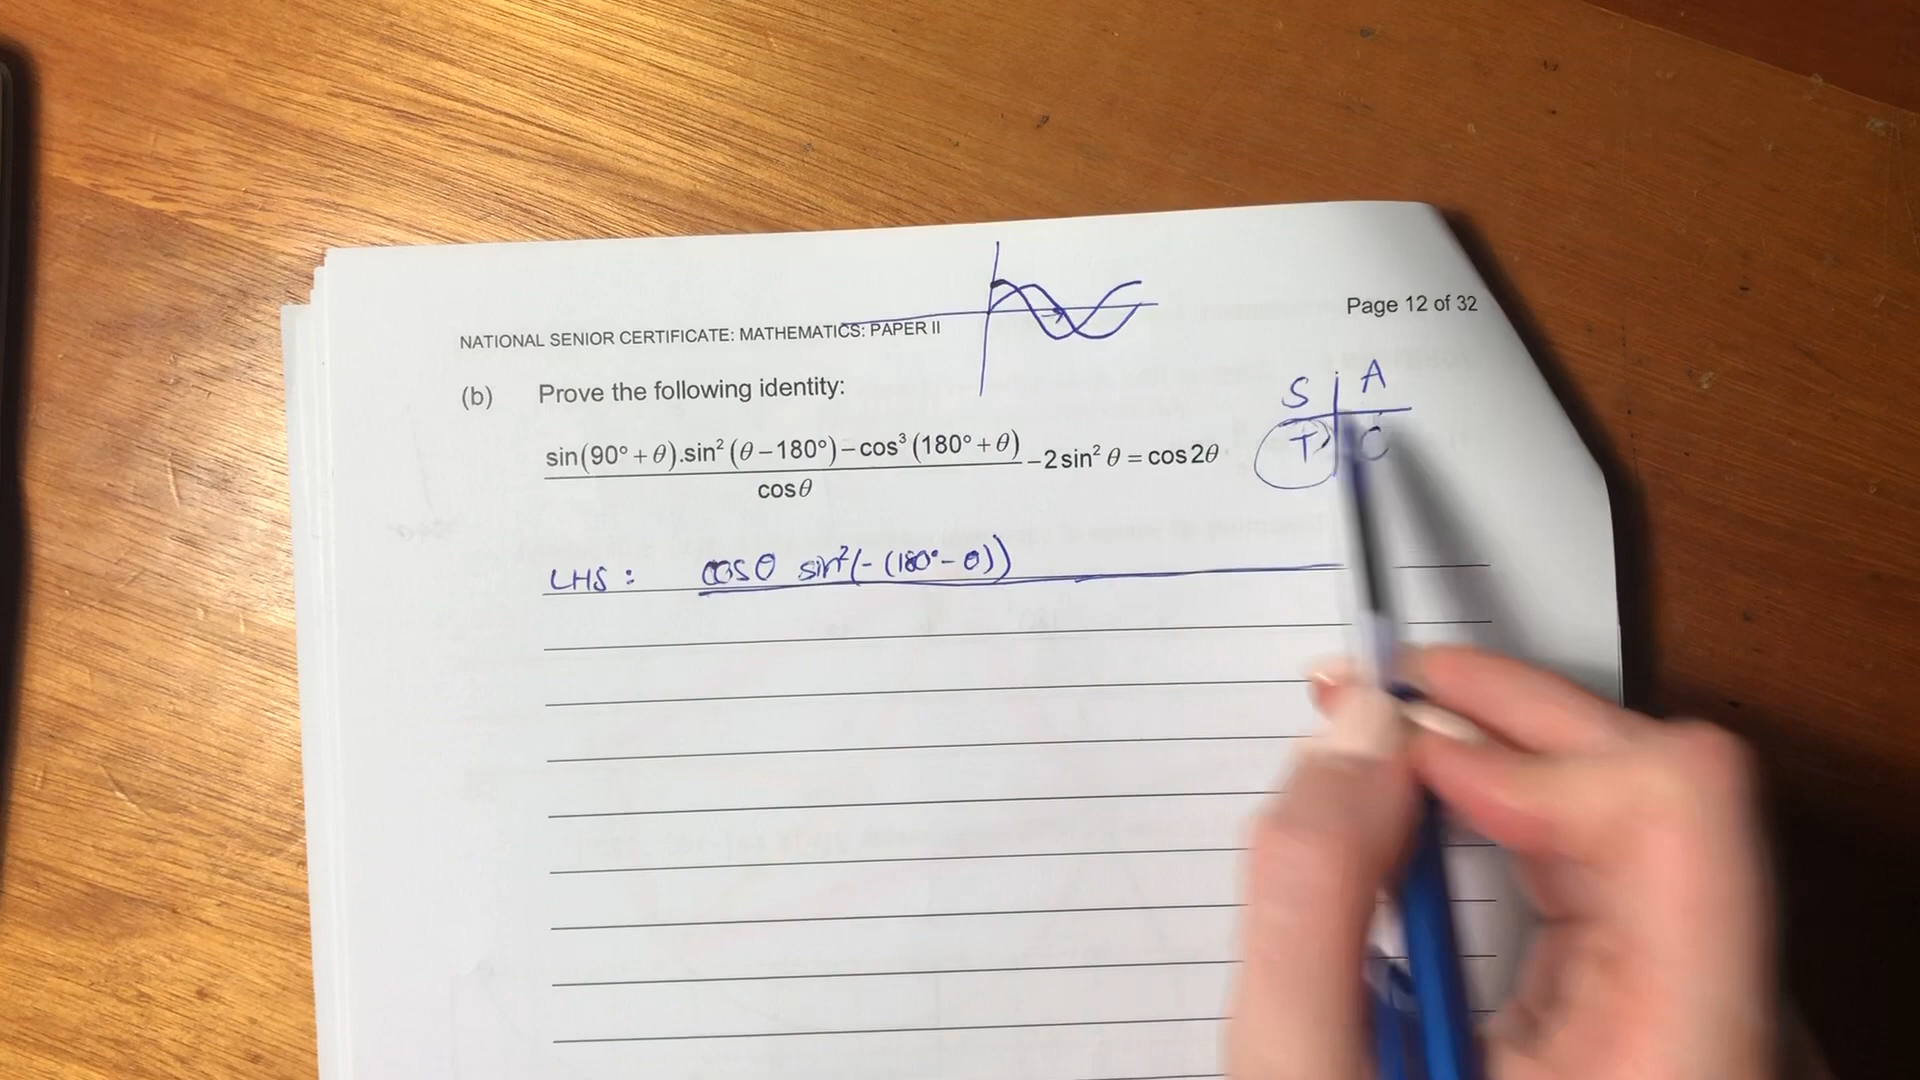 Page 12 of 32
NATIONAL SENIOR CERTIFICATE: MATHEMATICS: PAPER II
(b) Prove the following identity:
S A
T C
sin(90° + θ).sin² (θ – 180°) – cos³ (180° + θ)
– 2 sin² θ = cos 2θ
cos θ
LHS : cosθ sin²(- (180° - θ))